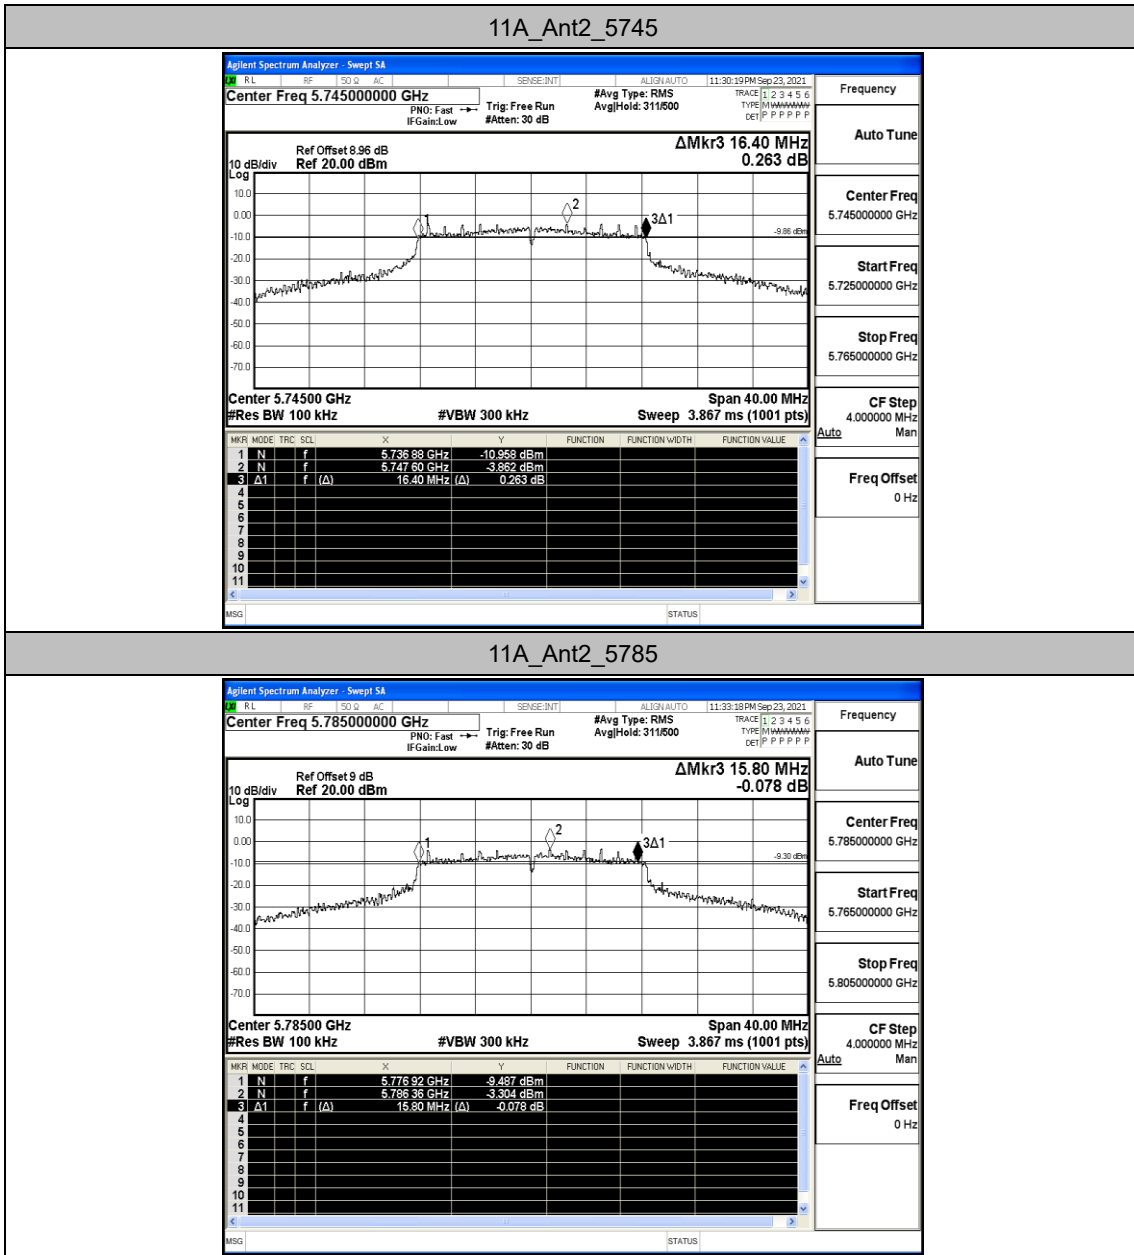 11A_Ant2_5745
Agilent Spectrum Analyzer - Swept SA
RL RF 50 Ω AC SENSE:INT ALIGN AUTO 11:30:19 PM Sep 23, 2021
Center Freq 5.745000000 GHz
#Avg Type: RMS
TRACE 1 2 3 4 5 6
PNO: Fast Trig: Free Run Avg|Hold: 311/500
TYPE M
IFGain:Low #Atten: 30 dB
DET P P P P P P
ΔMkr3 16.40 MHz
Ref Offset 8.96 dB
0.263 dB
10 dB/div Ref 20.00 dBm
Log
10.0
0.00
-10.0
-20.0
-30.0
-40.0
-50.0
-60.0
-70.0
1
2
3Δ1
-9.86 dBm
Center 5.74500 GHz Span 40.00 MHz
#Res BW 100 kHz #VBW 300 kHz Sweep 3.867 ms (1001 pts)
MKR MODE TRC SCL X Y FUNCTION FUNCTION WIDTH FUNCTION VALUE
1 N f 5.736 88 GHz -10.958 dBm
2 N f 5.747 60 GHz -3.862 dBm
3 Δ1 f (Δ) 16.40 MHz (Δ) 0.263 dB
4
5
6
7
8
9
10
11
MSG STATUS
Frequency
Auto Tune
Center Freq
5.745000000 GHz
Start Freq
5.725000000 GHz
Stop Freq
5.765000000 GHz
CF Step
4.000000 MHz
Auto Man
Freq Offset
0 Hz
11A_Ant2_5785
Agilent Spectrum Analyzer - Swept SA
RL RF 50 Ω AC SENSE:INT ALIGN AUTO 11:33:18 PM Sep 23, 2021
Center Freq 5.785000000 GHz
#Avg Type: RMS
TRACE 1 2 3 4 5 6
PNO: Fast Trig: Free Run Avg|Hold: 311/500
TYPE M
IFGain:Low #Atten: 30 dB
DET P P P P P P
ΔMkr3 15.80 MHz
Ref Offset 9 dB
-0.078 dB
10 dB/div Ref 20.00 dBm
Log
10.0
0.00
-10.0
-20.0
-30.0
-40.0
-50.0
-60.0
-70.0
1
2
3Δ1
-9.30 dBm
Center 5.78500 GHz Span 40.00 MHz
#Res BW 100 kHz #VBW 300 kHz Sweep 3.867 ms (1001 pts)
MKR MODE TRC SCL X Y FUNCTION FUNCTION WIDTH FUNCTION VALUE
1 N f 5.776 92 GHz -9.487 dBm
2 N f 5.786 36 GHz -3.304 dBm
3 Δ1 f (Δ) 15.80 MHz (Δ) -0.078 dB
4
5
6
7
8
9
10
11
MSG STATUS
Frequency
Auto Tune
Center Freq
5.785000000 GHz
Start Freq
5.765000000 GHz
Stop Freq
5.805000000 GHz
CF Step
4.000000 MHz
Auto Man
Freq Offset
0 Hz